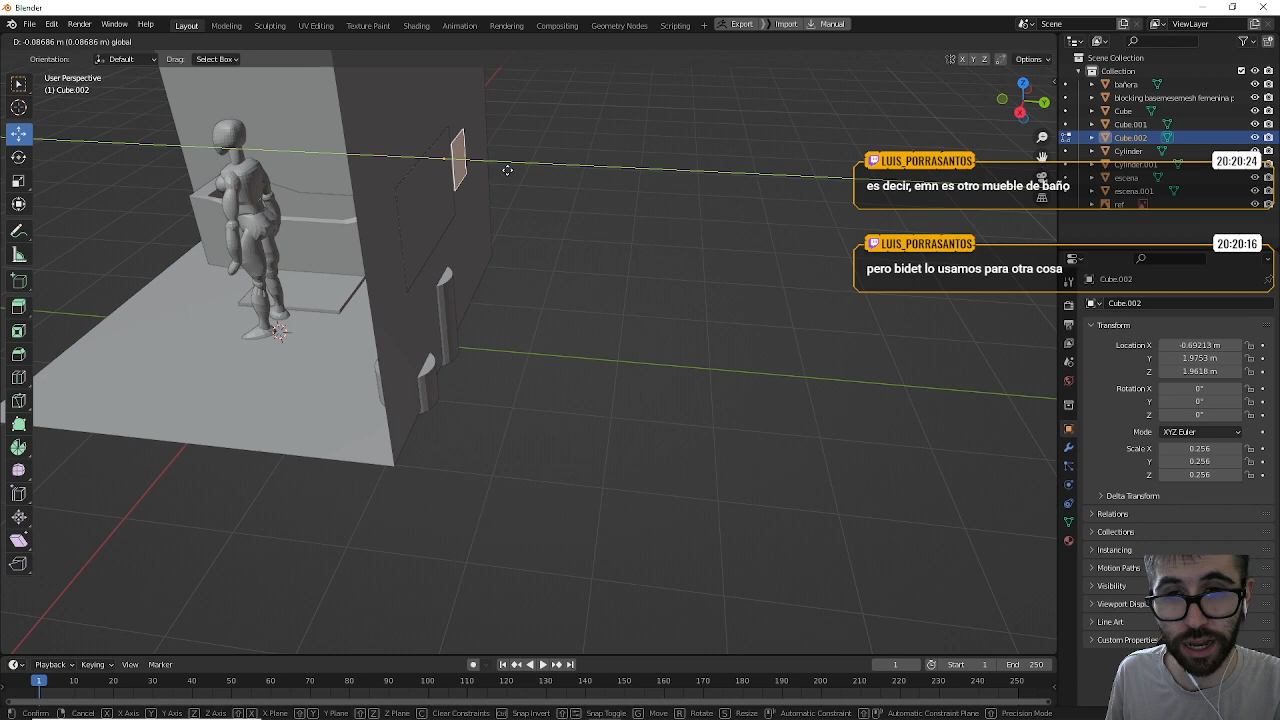 Blender
File Edit Render Window Help Layout Modeling Sculpting UV Editing Texture Paint Shading Animation Rendering Compositing Geometry Nodes Scripting + Export Import Manual Scene ViewLayer
D: -0.08686 m (0.08686 m) global
Orientation: Default Drag: Select Box X Y Z Options
User Perspective
(1) Cube.002
Scene Collection
Collection
bañera
blocking basemesemesh femenina p
Cube
Cube.001
Cube.002
Cylinder
Cylinder.001
escena
escena.001
ref
Z
Y
X
LUIS_PORRASANTOS 20:20:24
es decir, emn es otro mueble de baño
LUIS_PORRASANTOS 20:20:16
pero bidet lo usamos para otra cosa
Cube.002
Cube.002
Transform
Location X -0.69213 m
Y 1.9753 m
Z 1.9618 m
Rotation X 0°
Y 0°
Z 0°
Mode XYZ Euler
Scale X 0.256
Y 0.256
Z 0.256
Delta Transform
Relations
Collections
Instancing
Motion Paths
Visibility
Viewport Displ
Line Art
Custom Properties
Playback Keying View Marker 1 Start 1 End 250
1 10 20 30 40 50 60 70 80 90 100 110 120 130 140 150 160 170 180 190 200 210 220 230 240 250
Confirm Cancel X X Axis Y Y Axis Z Z Axis X X Plane Y Y Plane Z Z Plane C Clear Constraints Snap Invert Snap Toggle G Move R Rotate S Resize Automatic Constraint Automatic Constraint Plane Precision Mode